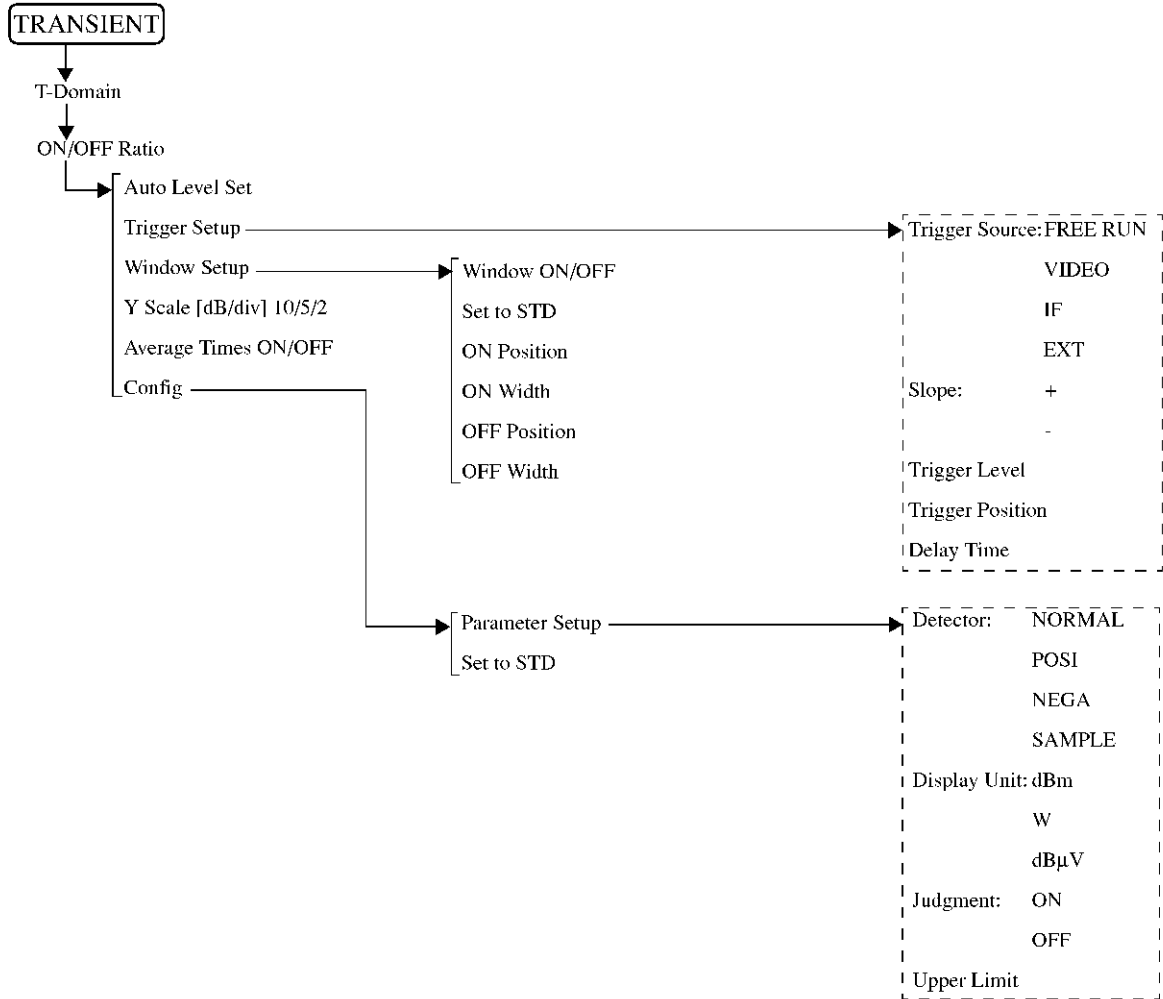 TRANSIENT
T-Domain
ON/OFF Ratio
Auto Level Set
Trigger Setup
Window Setup
Y Scale [dB/div] 10/5/2
Average Times ON/OFF
Config
Window ON/OFF
Set to STD
ON Position
ON Width
OFF Position
OFF Width
Trigger Source: FREE RUN
VIDEO
IF
EXT
Slope: +
-
Trigger Level
Trigger Position
Delay Time
Parameter Setup
Set to STD
Detector: NORMAL
POSI
NEGA
SAMPLE
Display Unit: dBm
W
dBμV
Judgment: ON
OFF
Upper Limit